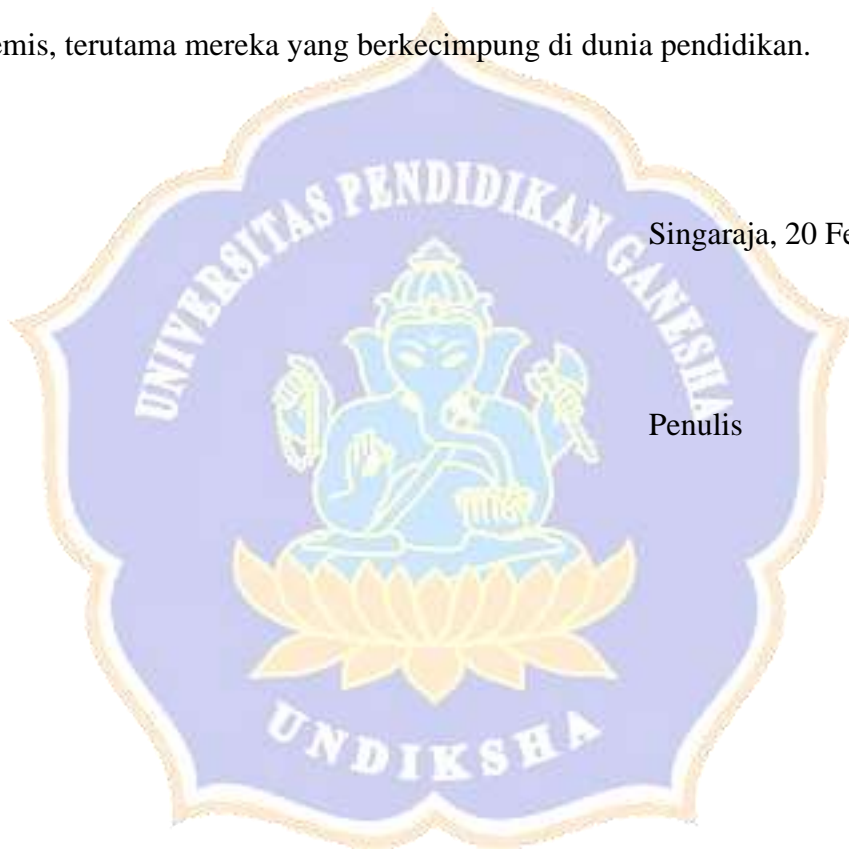 emis, terutama mereka yang berkecimpung di dunia pendidikan.
UNIVERSITAS PENDIDIKAN GANESHA
Singaraja, 20 Fe
Penulis
UNDIKSHA